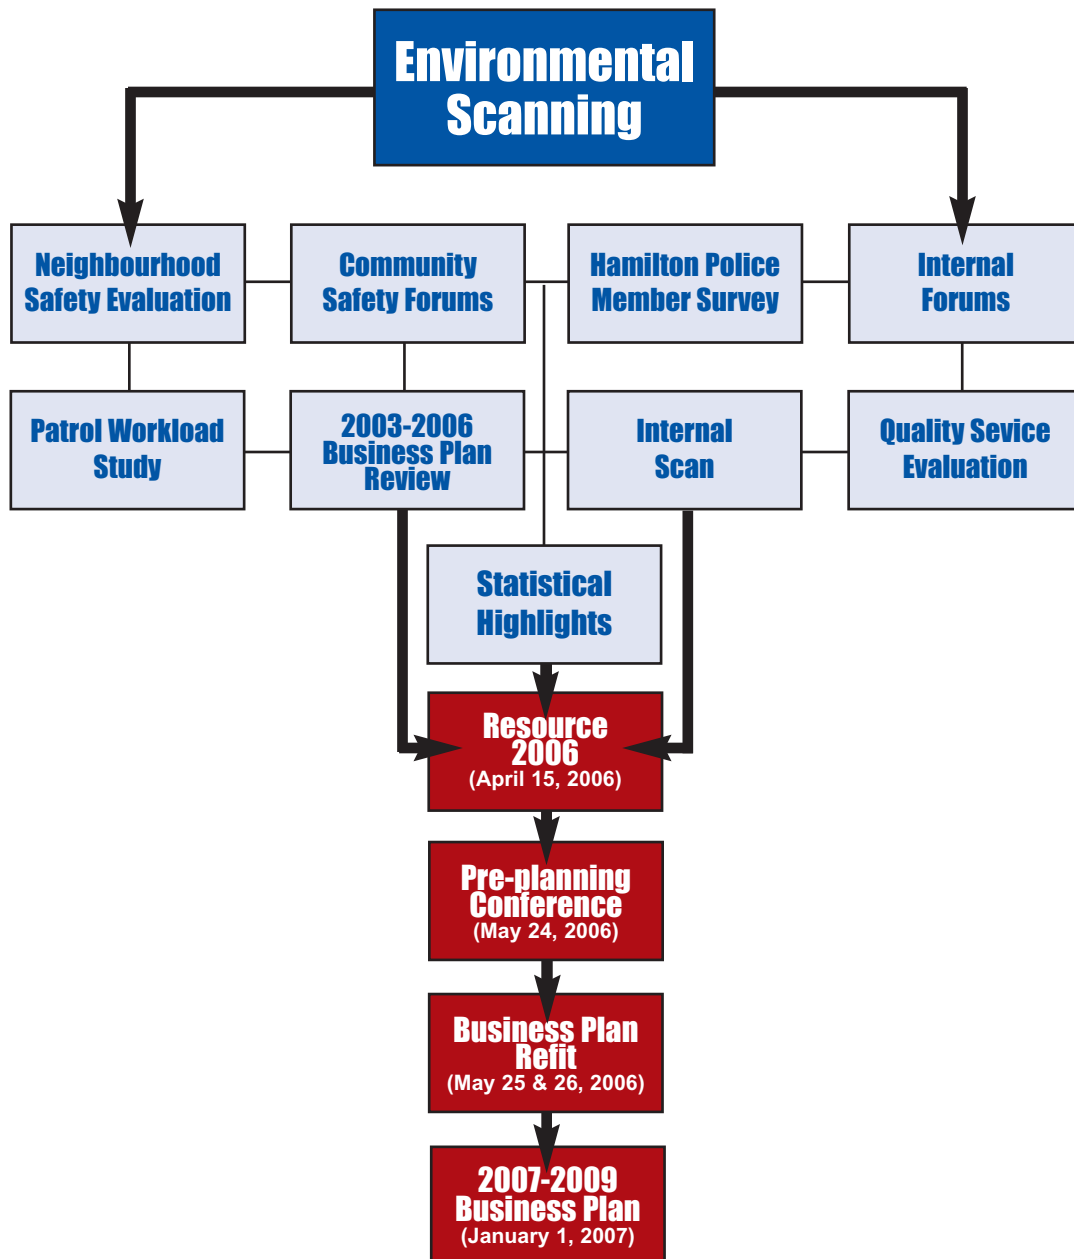 Environmental
Scanning
Neighbourhood
Safety Evaluation
Community
Safety Forums
Hamilton Police
Member Survey
Internal
Forums
Patrol Workload
Study
2003-2006
Business Plan
Review
Internal
Scan
Quality Sevice
Evaluation
Statistical
Highlights
Resource
2006
(April 15, 2006)
Pre-planning
Conference
(May 24, 2006)
Business Plan
Refit
(May 25 & 26, 2006)
2007-2009
Business Plan
(January 1, 2007)